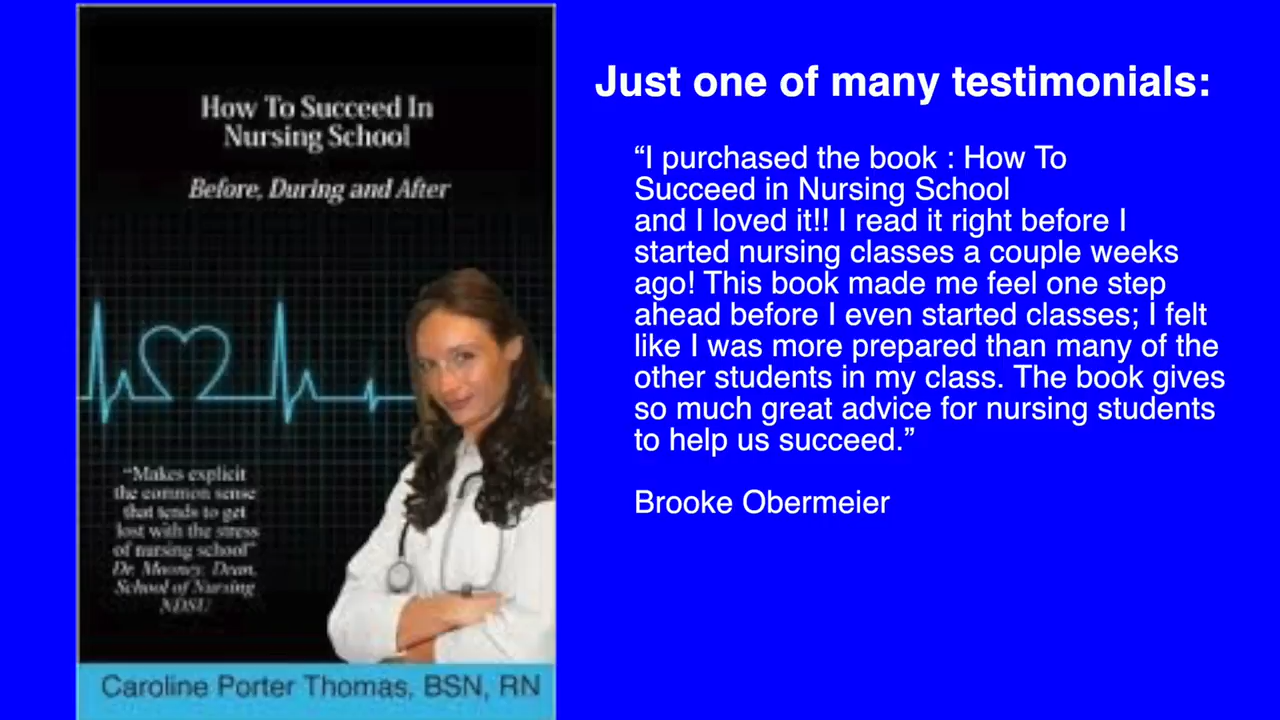 How To Succeed In
Nursing School
Before, During and After
“Makes explicit
the common sense
that tends to get
lost with the stress
of nursing school”
Dr. Mooney, Dean,
School of Nursing
NDSU
Caroline Porter Thomas, BSN, RN
Just one of many testimonials:
“I purchased the book : How To
Succeed in Nursing School
and I loved it!! I read it right before I
started nursing classes a couple weeks
ago! This book made me feel one step
ahead before I even started classes; I felt
like I was more prepared than many of the
other students in my class. The book gives
so much great advice for nursing students
to help us succeed.”
Brooke Obermeier